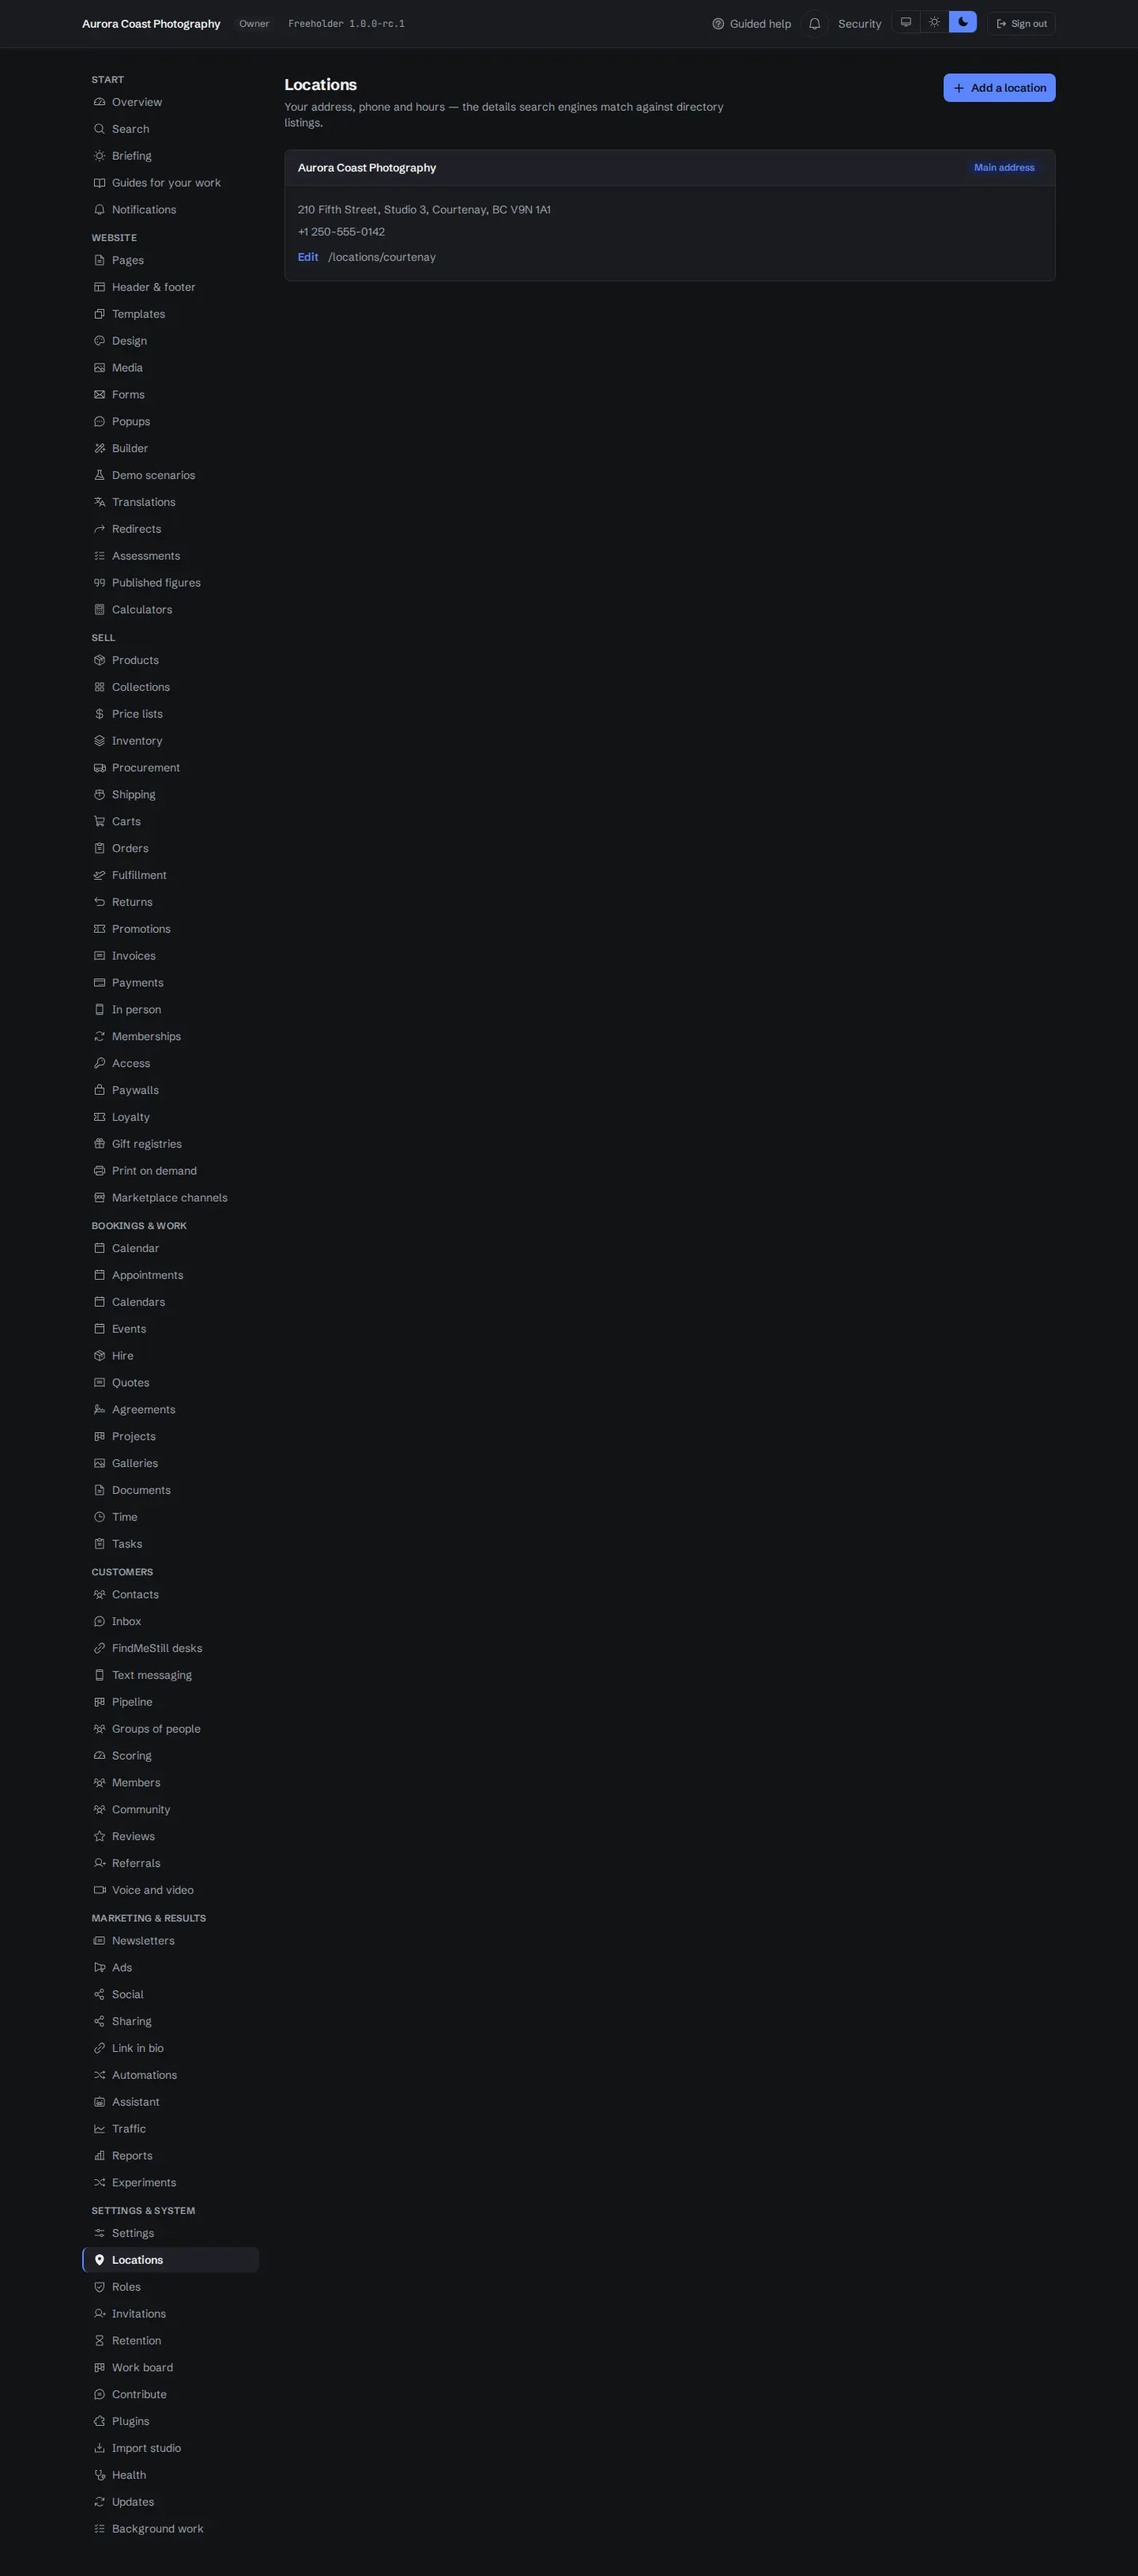 Aurora Coast Photography
Owner
Freeholder 1.0.0-rc.1
Guided help
Security
Sign out
START
Overview
Search
Briefing
Guides for your work
Notifications
WEBSITE
Pages
Header & footer
Templates
Design
Media
Forms
Popups
Builder
Demo scenarios
Translations
Redirects
Assessments
Published figures
Calculators
SELL
Products
Collections
Price lists
Inventory
Procurement
Shipping
Carts
Orders
Fulfillment
Returns
Promotions
Invoices
Payments
In person
Memberships
Access
Paywalls
Loyalty
Gift registries
Print on demand
Marketplace channels
BOOKINGS & WORK
Calendar
Appointments
Calendars
Events
Hire
Quotes
Agreements
Projects
Galleries
Documents
Time
Tasks
CUSTOMERS
Contacts
Inbox
FindMeStill desks
Text messaging
Pipeline
Groups of people
Scoring
Members
Community
Reviews
Referrals
Voice and video
MARKETING & RESULTS
Newsletters
Ads
Social
Sharing
Link in bio
Automations
Assistant
Traffic
Reports
Experiments
SETTINGS & SYSTEM
Settings
Locations
Roles
Invitations
Retention
Work board
Contribute
Plugins
Import studio
Health
Updates
Background work
Locations
Your address, phone and hours — the details search engines match against directory
listings.
Add a location
Aurora Coast Photography
Main address
210 Fifth Street, Studio 3, Courtenay, BC V9N 1A1
+1 250-555-0142
Edit /locations/courtenay